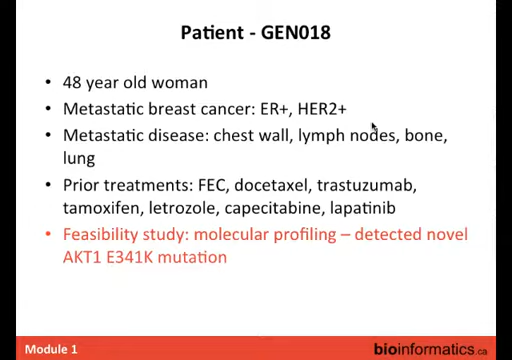 Patient - GEN018
• 48 year old woman
• Metastatic breast cancer: ER+, HER2+
• Metastatic disease: chest wall, lymph nodes, bone,
lung
• Prior treatments: FEC, docetaxel, trastuzumab,
tamoxifen, letrozole, capecitabine, lapatinib
• Feasibility study: molecular profiling – detected novel
AKT1 E341K mutation
Module 1
bioinformatics.ca